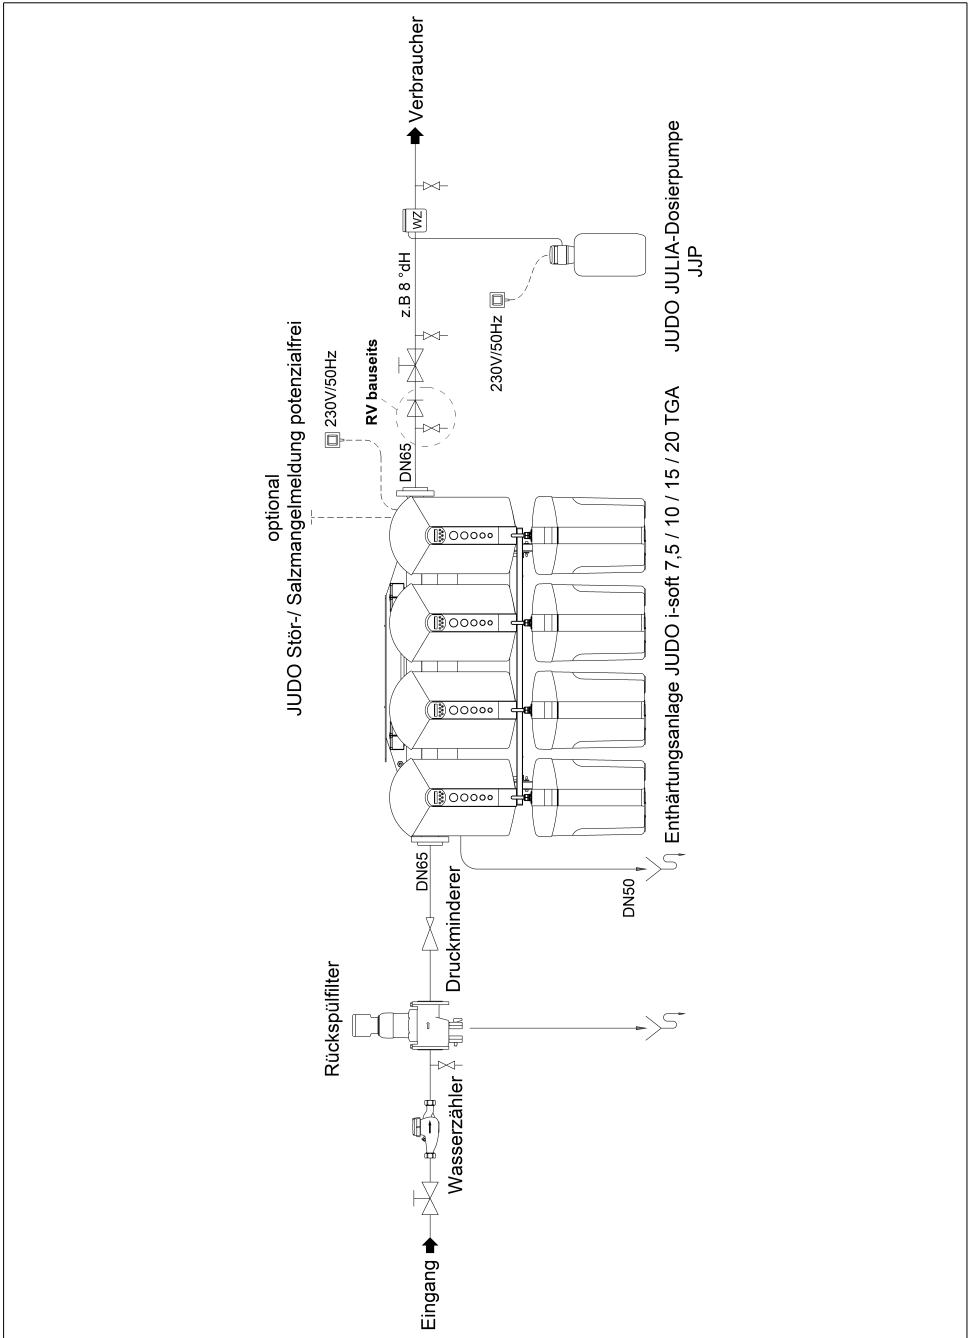 Eingang
Wasserzähler
Rückspülfilter
Druckminderer
DN65
DN50
optional
JUDO Stör-/ Salzmangelmeldung potenzialfrei
230V/50Hz
RV bauseits
DN65
z.B 8 °dH
WZ
Verbraucher
230V/50Hz
Enthärtungsanlage JUDO i-soft 7,5 / 10 / 15 / 20 TGA
JUDO JULIA-Dosierpumpe
JJP